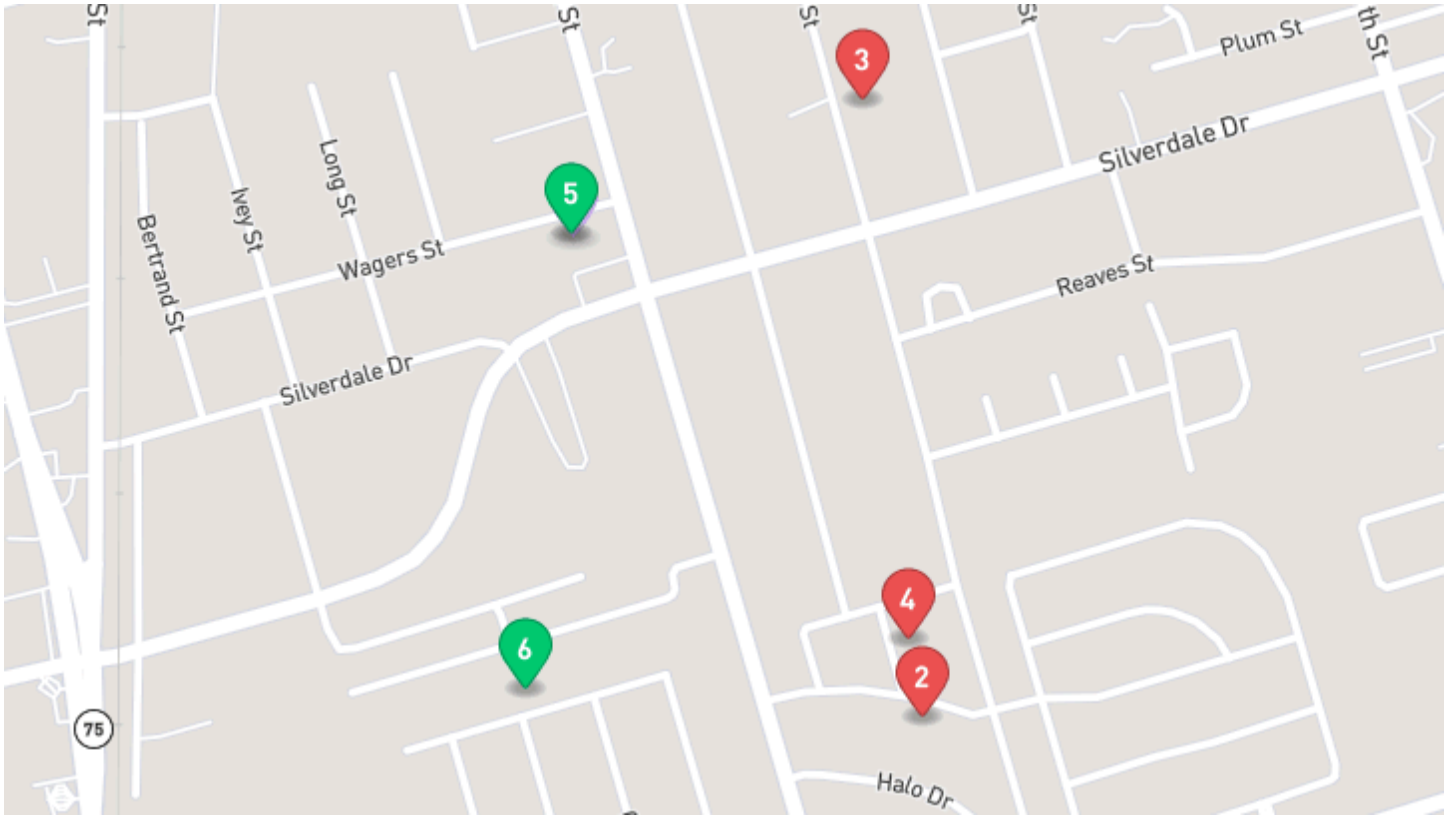 St
St
St
St
th St
3
Plum St
Silverdale Dr
Long St
5
Ivey St
Bertrand St
Wagers St
Reaves St
Silverdale Dr
4
6
2
75
Halo Dr